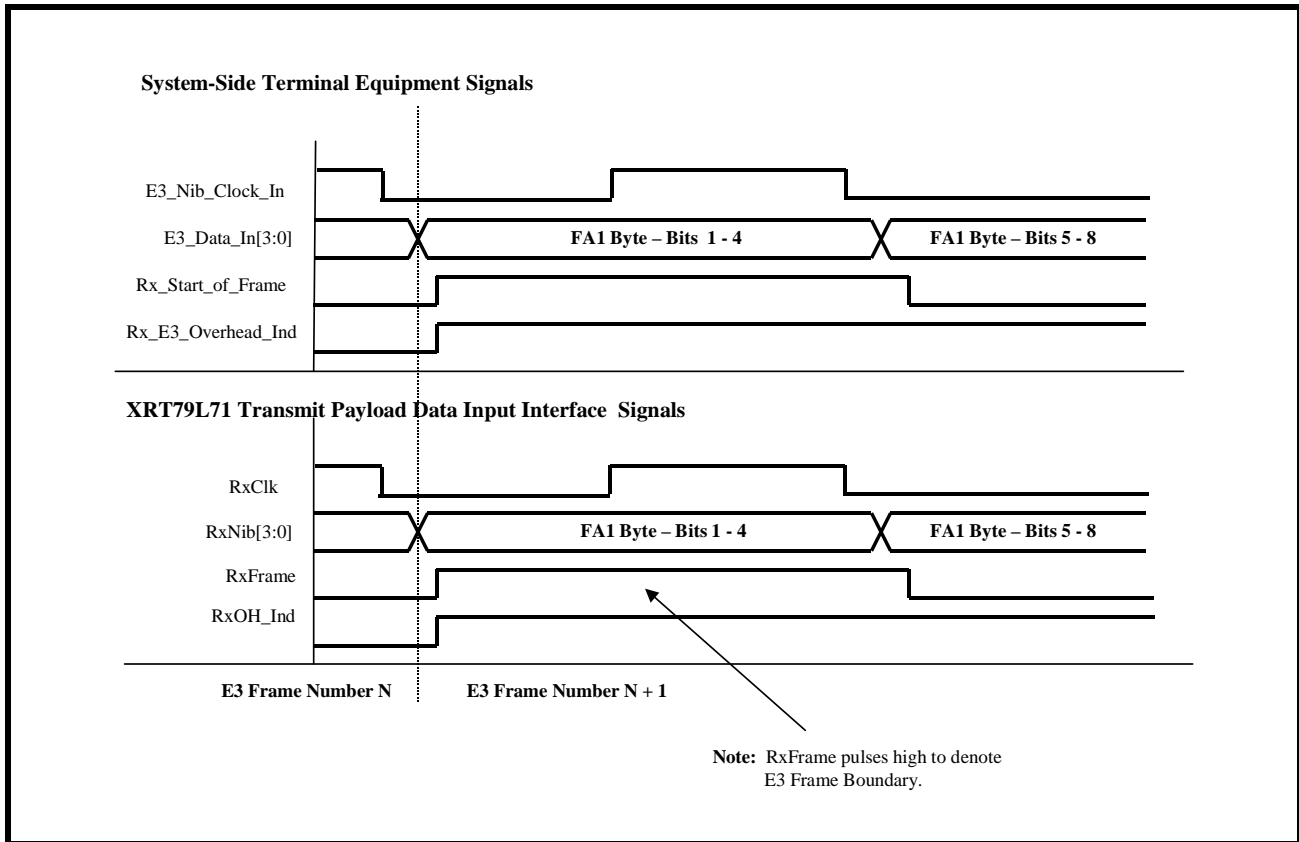 System-Side Terminal Equipment Signals
E3_Nib_Clock_In
E3_Data_In[3:0]
FA1 Byte – Bits 1 - 4
FA1 Byte – Bits 5 - 8
Rx_Start_of_Frame
Rx_E3_Overhead_Ind
XRT79L71 Transmit Payload Data Input Interface Signals
RxClk
RxNib[3:0]
FA1 Byte – Bits 1 - 4
FA1 Byte – Bits 5 - 8
RxFrame
RxOH_Ind
E3 Frame Number N
E3 Frame Number N + 1
Note: RxFrame pulses high to denote
E3 Frame Boundary.